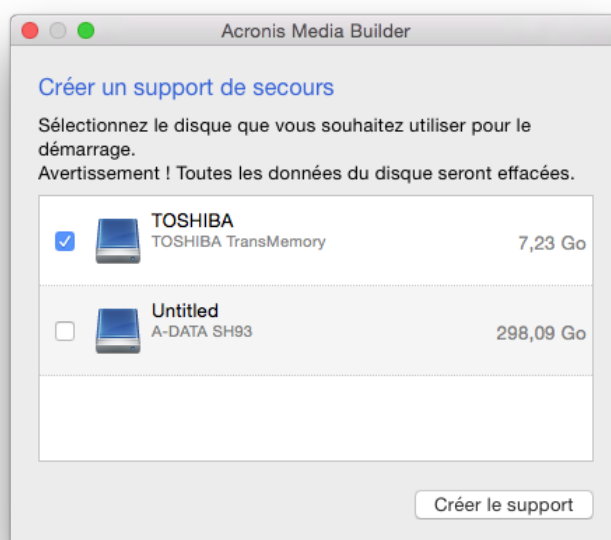 Acronis Media Builder
Créer un support de secours
Sélectionnez le disque que vous souhaitez utiliser pour le
démarrage.
Avertissement ! Toutes les données du disque seront effacées.
TOSHIBA
TOSHIBA TransMemory
7,23 Go
Untitled
A-DATA SH93
298,09 Go
Créer le support